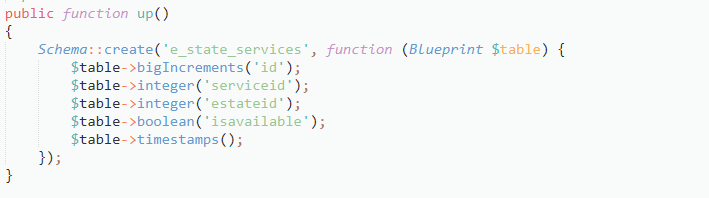 public function up()
{
    Schema::create('e_state_services', function (Blueprint $table) {
        $table->bigIncrements('id');
        $table->integer('serviceid');
        $table->integer('estateid');
        $table->boolean('isavailable');
        $table->timestamps();
    });
}